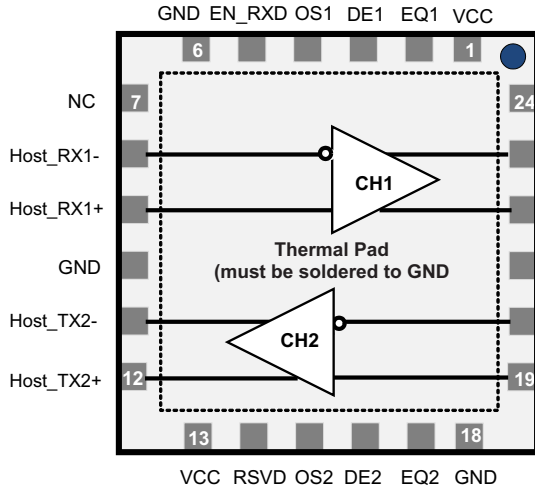 GND EN_RXD OS1 DE1 EQ1 VCC
6 1
NC 7 24
Host_RX1-
CH1
Host_RX1+
Thermal Pad
GND (must be soldered to GND
Host_TX2-
CH2
Host_TX2+ 12 19
13 18
VCC RSVD OS2 DE2 EQ2 GND